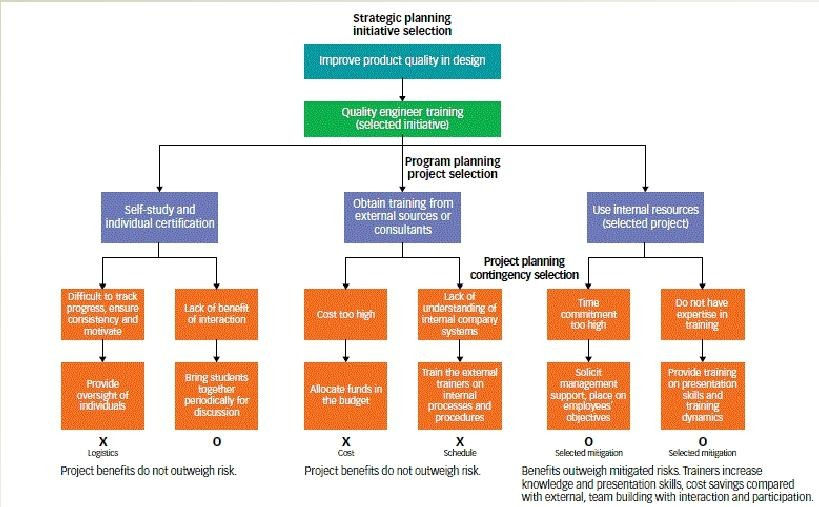 Strategic planning
initiative selection
Improve product quality in design
Quality engineer training
(selected initiative)
Program planning
project selection
Self-study and
individual certification
Obtain training from
external sources or
consultants
Use internal resources
(selected project)
Project planning
contingency selection
Difficult to track
progress, ensure
consistency and
motivate
Lack of benefit
of interaction
Cost too high
Lack of
understanding of
internal company
systems
Time
commitment
too high
Do not have
expertise in
training
Provide
oversight of
individuals
Bring students
together
periodically for
discussion
Allocate funds in
the budget
Train the external
trainers on
internal
processes and
procedures
Solicit
management
support, place on
employees'
objectives
Provide training
on presentation
skills and
training
dynamics
X
Logistics
O
X
Cost
X
Schedule
O
Selected mitigation
O
Selected mitigation
Project benefits do not outweigh risk.
Project benefits do not outweigh risk.
Benefits outweigh mitigated risks. Trainers increase
knowledge and presentation skills, cost savings compared
with external, team building with interaction and participation.